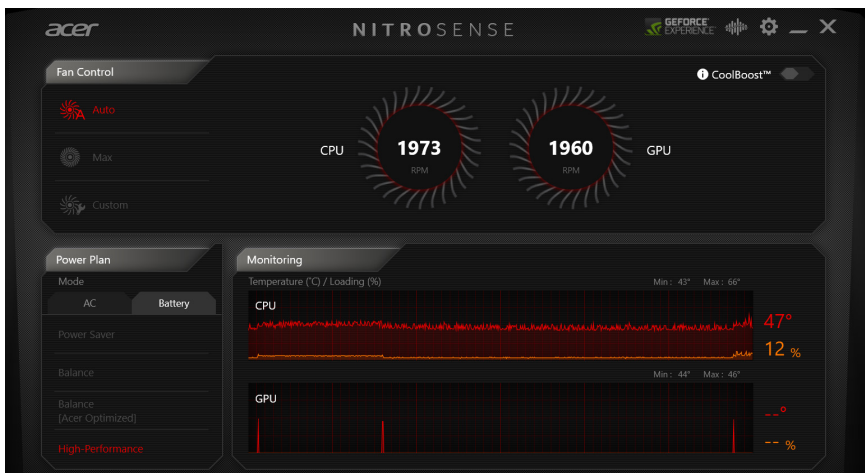 acer
NITROSENSE
GEFORCE
EXPERIENCE
Fan Control
CoolBoost™
Auto
Max
Custom
CPU
1973
RPM
1960
RPM
GPU
Power Plan
Mode
AC
Battery
Power Saver
Balance
Balance
[Acer Optimized]
High-Performance
Monitoring
Temperature (°C) / Loading (%)
Min : 43° Max : 66°
CPU
47°
12 %
Min : 44° Max : 46°
GPU
--°
-- %